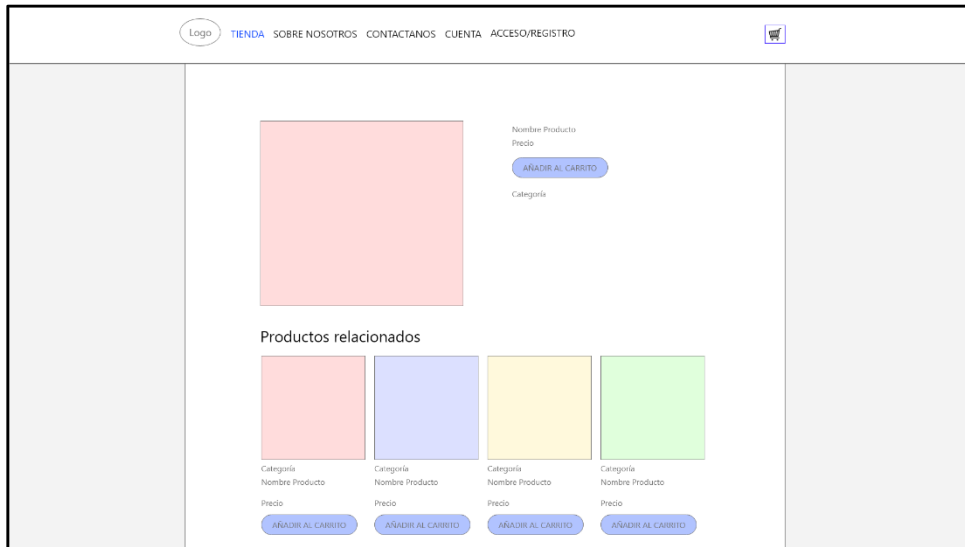 Logo TIENDA SOBRE NOSOTROS CONTACTANOS CUENTA ACCESO/REGISTRO
Nombre Producto
Precio
AÑADIR AL CARRITO
Categoría
Productos relacionados
Categoría Categoría Categoría Categoría
Nombre Producto Nombre Producto Nombre Producto Nombre Producto
Precio Precio Precio Precio
AÑADIR AL CARRITO AÑADIR AL CARRITO AÑADIR AL CARRITO AÑADIR AL CARRITO